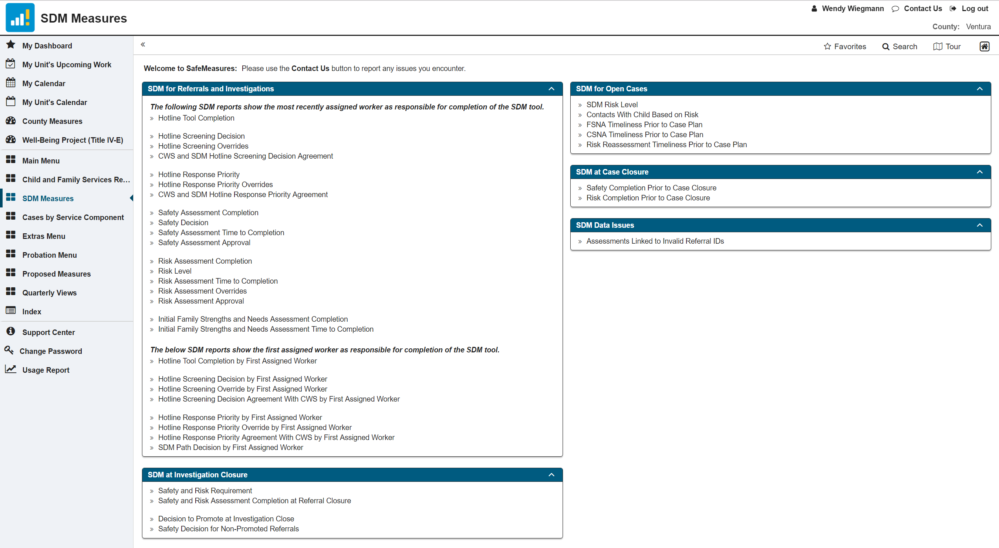 SDM Measures
Wendy Wiegmann Contact Us Log out
County: Ventura
My Dashboard
My Unit's Upcoming Work
My Calendar
My Unit's Calendar
County Measures
Well-Being Project (Title IV-E)
Main Menu
Child and Family Services Re...
SDM Measures
Cases by Service Component
Extras Menu
Probation Menu
Proposed Measures
Quarterly Views
Index
Support Center
Change Password
Usage Report
« Favorites Search Tour
Welcome to SafeMeasures: Please use the Contact Us button to report any issues you encounter.
SDM for Referrals and Investigations
The following SDM reports show the most recently assigned worker as responsible for completion of the SDM tool.
» Hotline Tool Completion
» Hotline Screening Decision
» Hotline Screening Overrides
» CWS and SDM Hotline Screening Decision Agreement
» Hotline Response Priority
» Hotline Response Priority Overrides
» CWS and SDM Hotline Response Priority Agreement
» Safety Assessment Completion
» Safety Decision
» Safety Assessment Time to Completion
» Safety Assessment Approval
» Risk Assessment Completion
» Risk Level
» Risk Assessment Time to Completion
» Risk Assessment Overrides
» Risk Assessment Approval
» Initial Family Strengths and Needs Assessment Completion
» Initial Family Strengths and Needs Assessment Time to Completion
The below SDM reports show the first assigned worker as responsible for completion of the SDM tool.
» Hotline Tool Completion by First Assigned Worker
» Hotline Screening Decision by First Assigned Worker
» Hotline Screening Override by First Assigned Worker
» Hotline Screening Decision Agreement With CWS by First Assigned Worker
» Hotline Response Priority by First Assigned Worker
» Hotline Response Priority Override by First Assigned Worker
» Hotline Response Priority Agreement With CWS by First Assigned Worker
» SDM Path Decision by First Assigned Worker
SDM at Investigation Closure
» Safety and Risk Requirement
» Safety and Risk Assessment Completion at Referral Closure
» Decision to Promote at Investigation Close
» Safety Decision for Non-Promoted Referrals
SDM for Open Cases
» SDM Risk Level
» Contacts With Child Based on Risk
» FSNA Timeliness Prior to Case Plan
» CSNA Timeliness Prior to Case Plan
» Risk Reassessment Timeliness Prior to Case Plan
SDM at Case Closure
» Safety Completion Prior to Case Closure
» Risk Completion Prior to Case Closure
SDM Data Issues
» Assessments Linked to Invalid Referral IDs